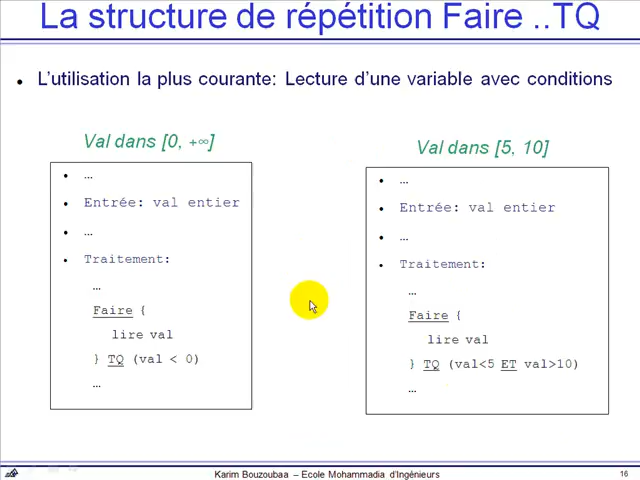 La structure de répétition Faire ..TQ
• L'utilisation la plus courante: Lecture d'une variable avec conditions
Val dans [0, +∞]
• …
• Entrée: val entier
• …
• Traitement:
…
Faire {
lire val
} TQ (val < 0)
…
Val dans [5, 10]
• …
• Entrée: val entier
• …
• Traitement:
…
Faire {
lire val
} TQ (val<5 ET val>10)
…
Karim Bouzoubaa – Ecole Mohammadia d'Ingénieurs
16